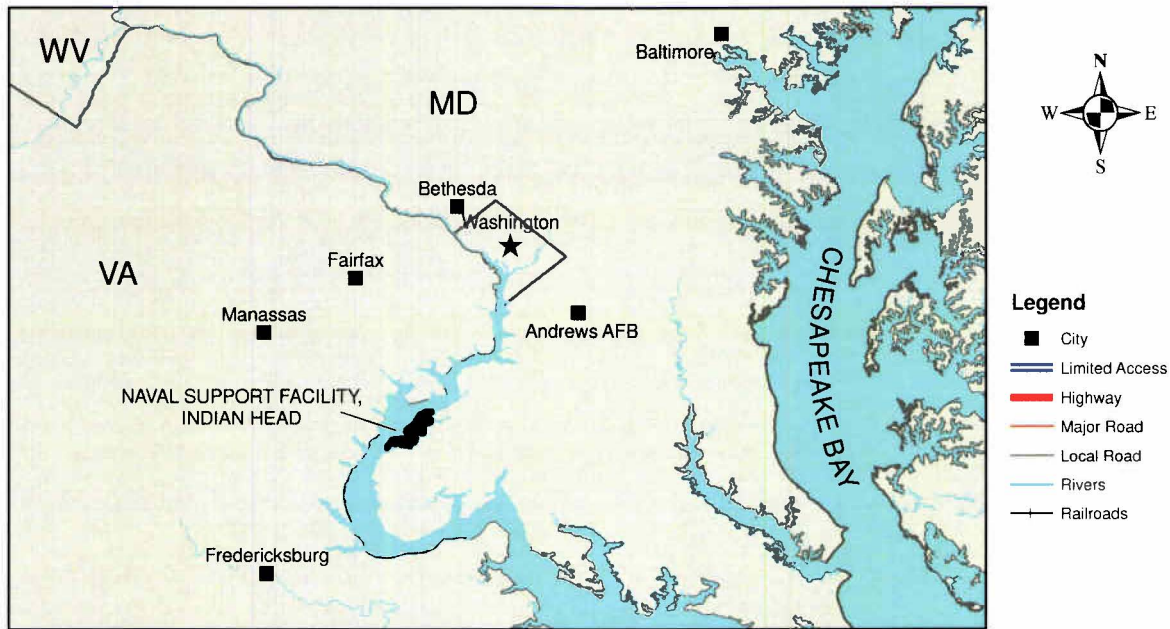 WV
MD
Baltimore
Bethesda
Washington
VA
Fairfax
Manassas
Andrews AFB
NAVAL SUPPORT FACILITY,
INDIAN HEAD
Fredericksburg
CHESAPEAKE BAY
N
W E
S
Legend
City
Limited Access
Highway
Major Road
Local Road
Rivers
Railroads